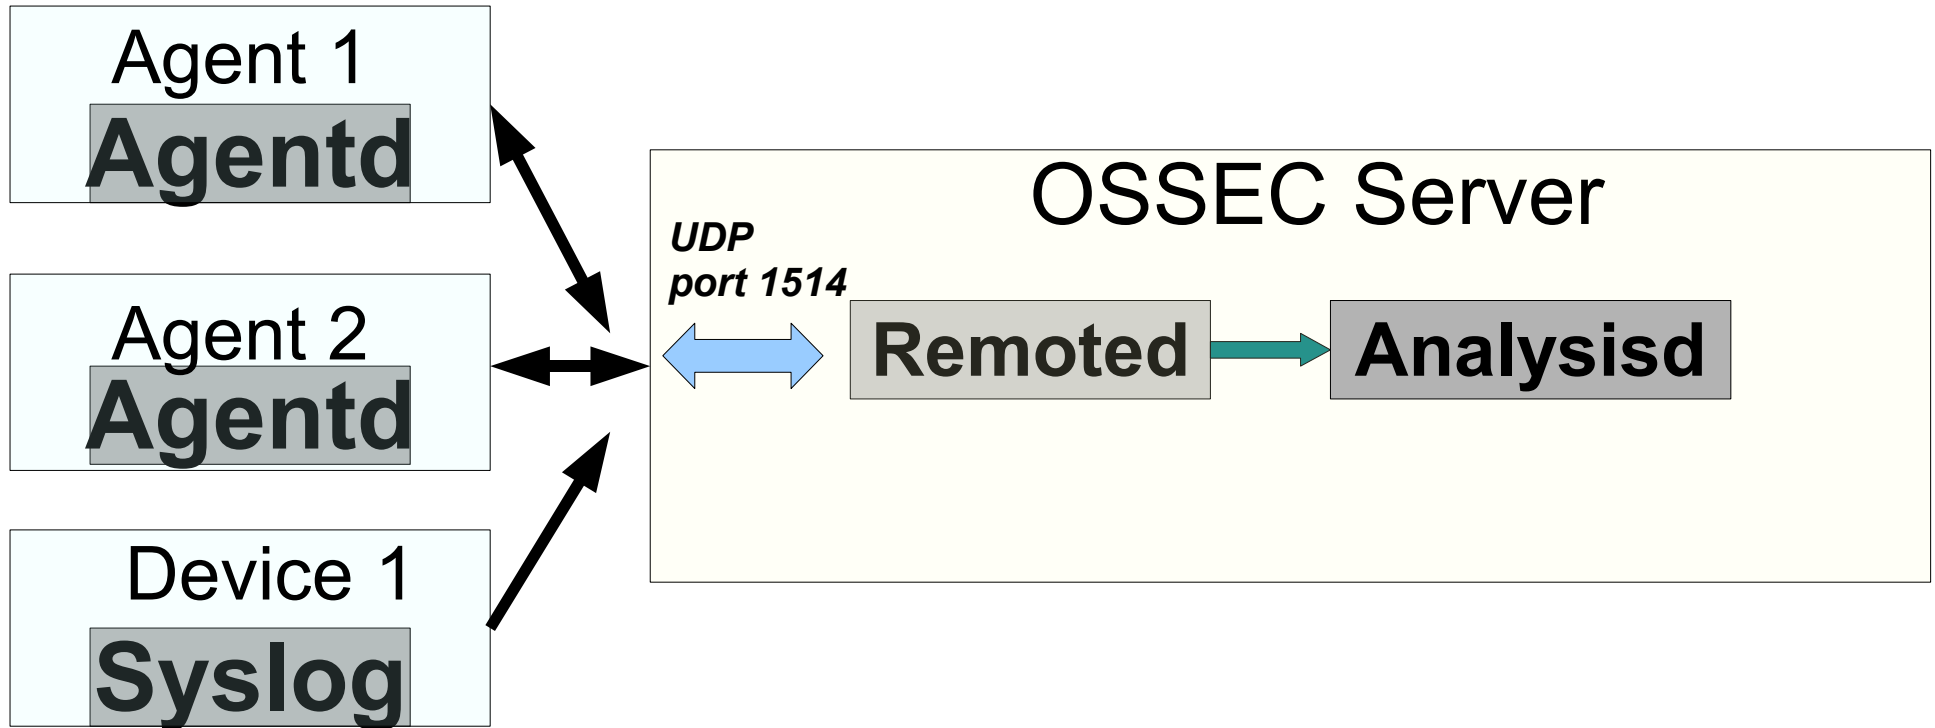 Agent 1
Agentd
Agent 2
Agentd
Device 1
Syslog
OSSEC Server
UDP
port 1514
Remoted
Analysisd